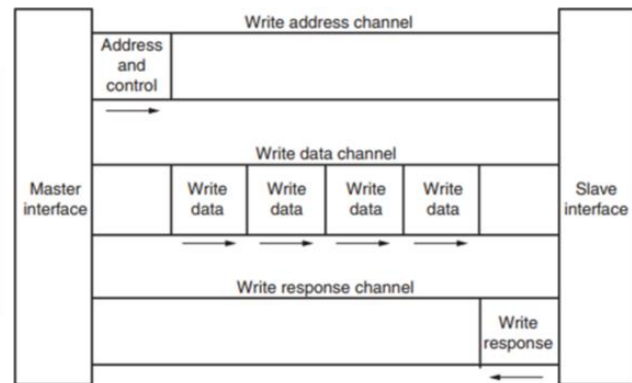 Write address channel
Address
and
control
Write data channel
Master
interface
Write
data
Write
data
Write
data
Write
data
Slave
interface
Write response channel
Write
response